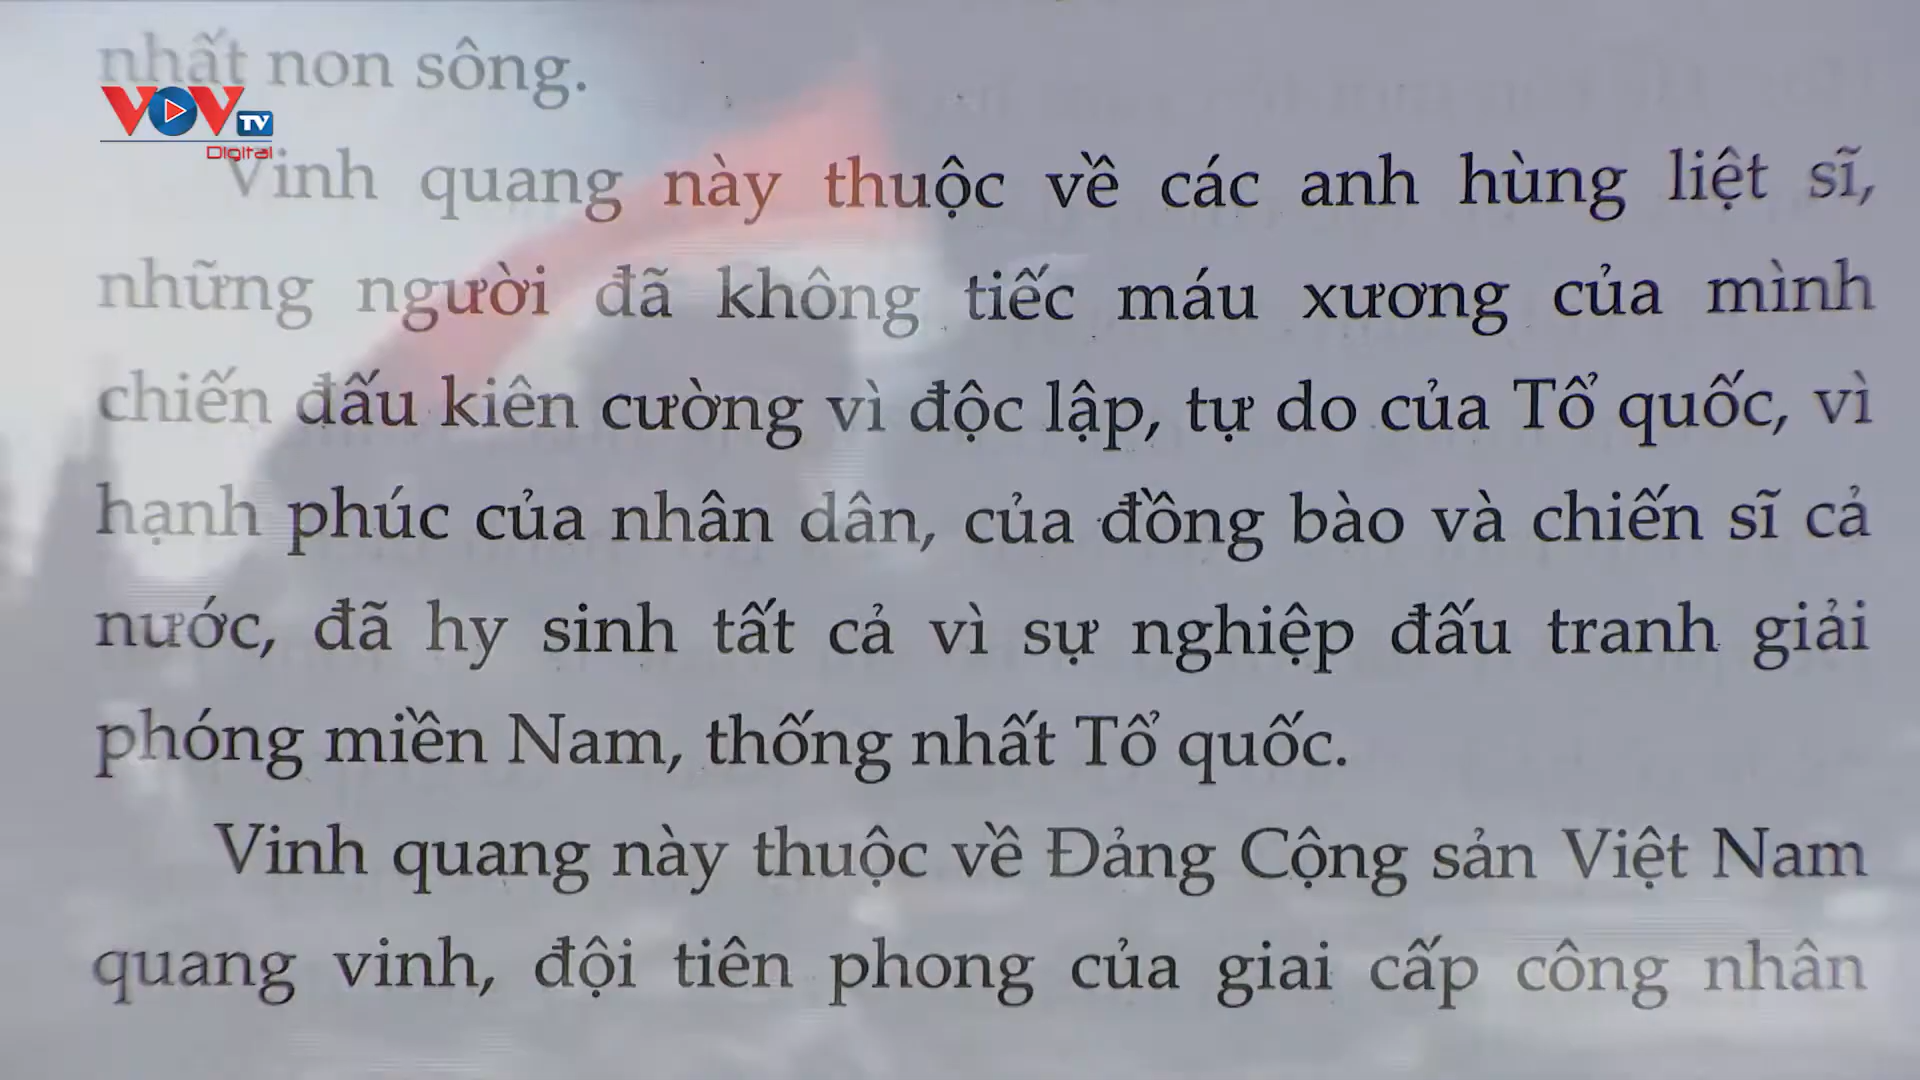 nhất non sông.
VOV TV
Digital
Vinh quang này thuộc về các anh hùng liệt sĩ,
những người đã không tiếc máu xương của mình
chiến đấu kiên cường vì độc lập, tự do của Tổ quốc, vì
hạnh phúc của nhân dân, của đồng bào và chiến sĩ cả
nước, đã hy sinh tất cả vì sự nghiệp đấu tranh giải
phóng miền Nam, thống nhất Tổ quốc.
Vinh quang này thuộc về Đảng Cộng sản Việt Nam
quang vinh, đội tiên phong của giai cấp công nhân